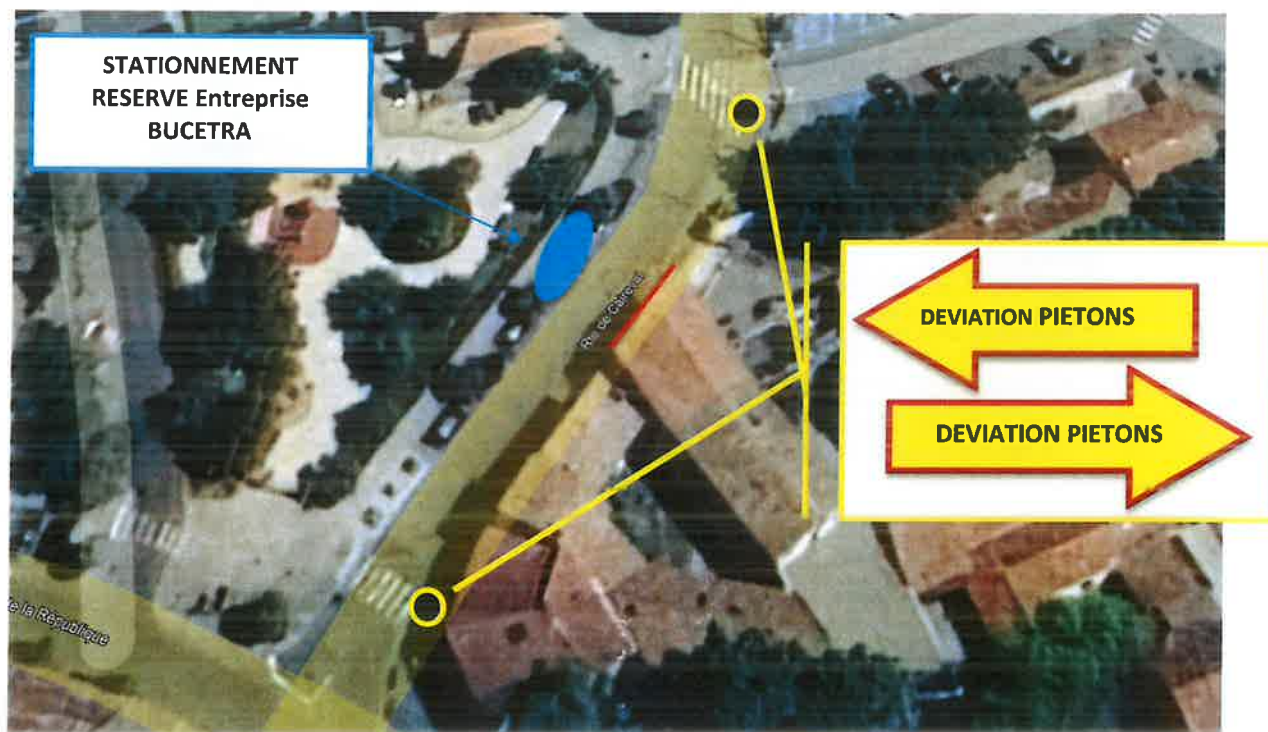 STATIONNEMENT
RESERVE Entreprise
BUCETRA
DEVIATION PIETONS
DEVIATION PIETONS
de la République